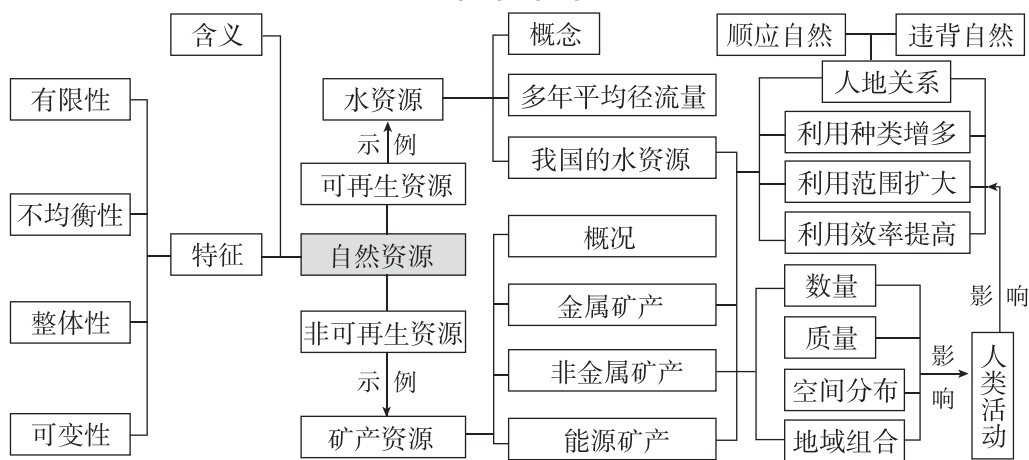 含义
概念
顺应自然
违背自然
有限性
水资源
多年平均径流量
人地关系
示例
我国的水资源
利用种类增多
可再生资源
利用范围扩大
不均衡性
特征
自然资源
概况
利用效率提高
整体性
非可再生资源
金属矿产
数量
影响
质量
示例
非金属矿产
空间分布
影响
人类活动
可变性
矿产资源
能源矿产
地域组合